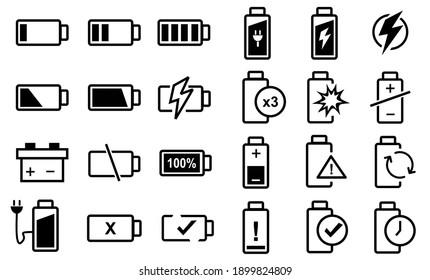 x3
+
−
+ −
100%
+
−
!
X
!
shutterstock.com · 1899824809